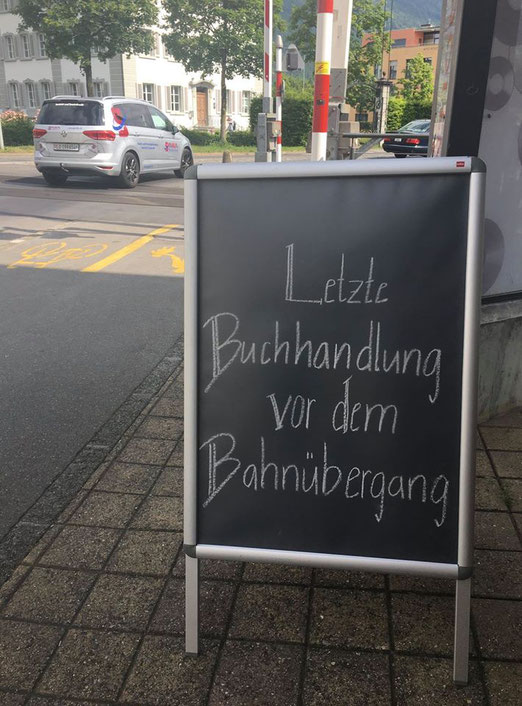 Letzte
Buchhandlung
vor dem
Bahnübergang